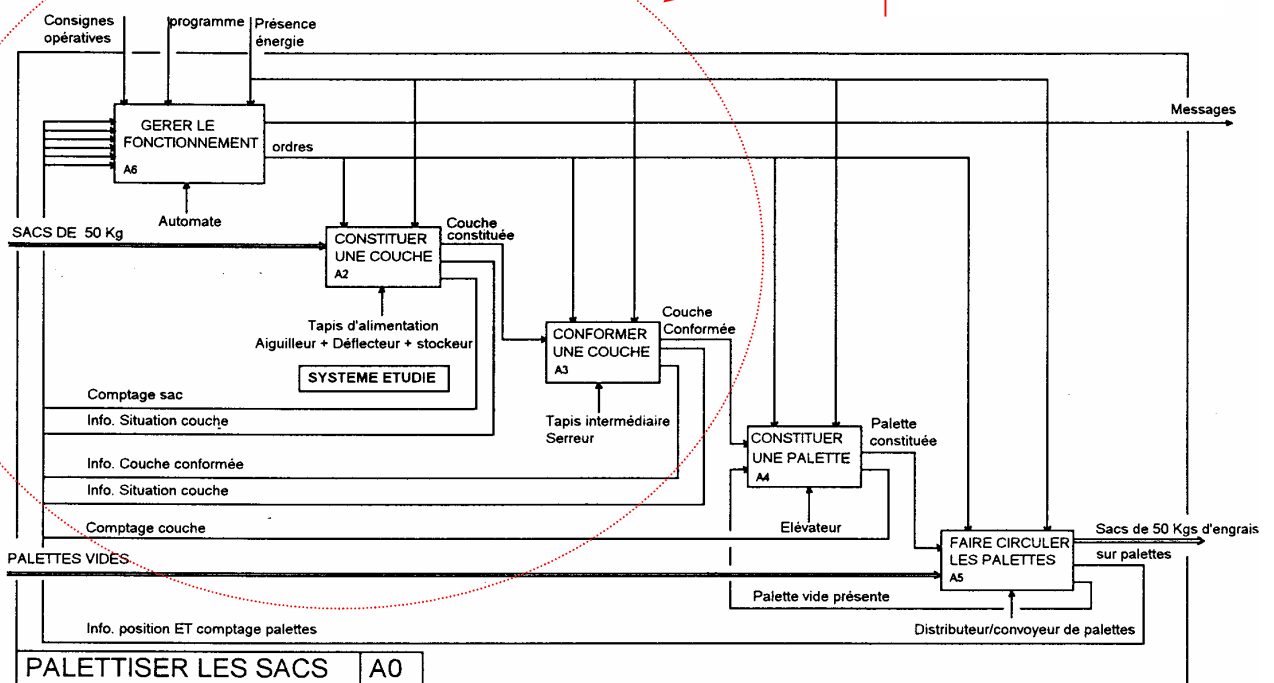 Consignes
opératives
programme
Présence
énergie
Messages
GERER LE
FONCTIONNEMENT
A6
ordres
Automate
SACS DE 50 Kg
CONSTITUER
UNE COUCHE
A2
Couche
constituée
Tapis d'alimentation
Aiguilleur + Déflecteur + stockeur
SYSTEME ETUDIE
CONFORMER
UNE COUCHE
A3
Couche
Conformée
Tapis intermédiaire
Serreur
Comptage sac
Info. Situation couche
Info. Couche conformée
Info. Situation couche
Comptage couche
CONSTITUER
UNE PALETTE
A4
Palette
constituée
Elévateur
PALETTES VIDES
FAIRE CIRCULER
LES PALETTES
A5
Sacs de 50 Kgs d'engrais
sur palettes
Palette vide présente
Distributeur/convoyeur de palettes
Info. position ET comptage palettes
PALETTISER LES SACS
A0